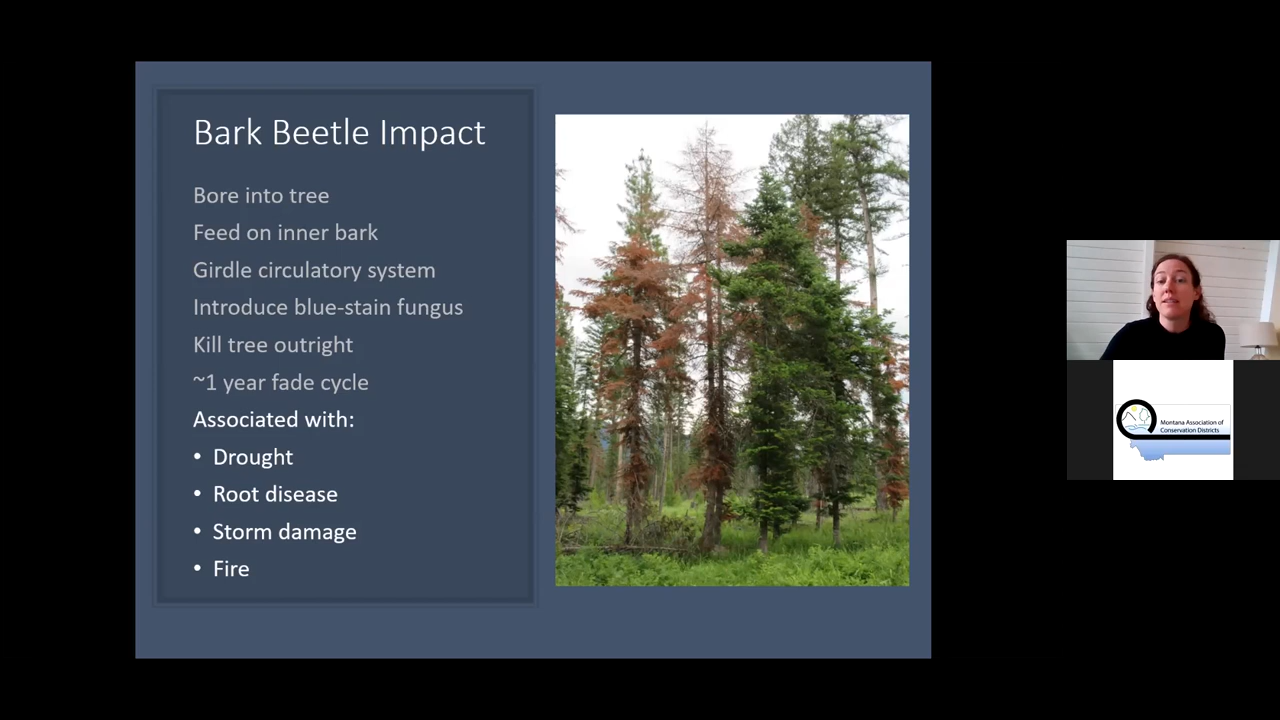 Bark Beetle Impact
Bore into tree
Feed on inner bark
Girdle circulatory system
Introduce blue-stain fungus
Kill tree outright
~1 year fade cycle
Associated with:
• Drought
• Root disease
• Storm damage
• Fire
Montana Association of
Conservation Districts